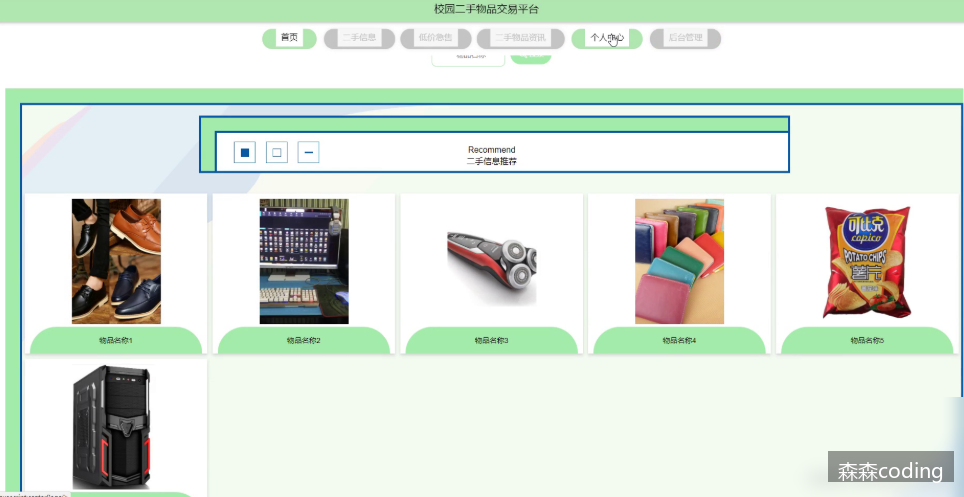 校园二手物品交易平台
首页
二手信息
低价急售
二手物品资讯
个人中心
后台管理
Recommend
二手信息推荐
可比克
copico
POTATO CHIPS
薯片
物品名称1
物品名称2
物品名称3
物品名称4
物品名称5
森森coding